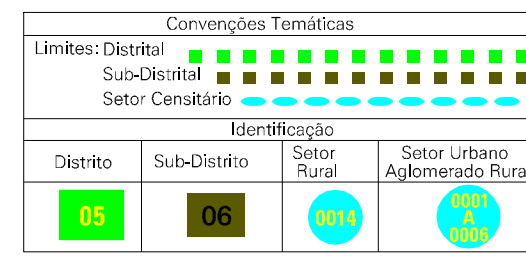 Convenções Temáticas
Limites: Distrital
Sub-Distrital
Setor Censitário
Identificação
Distrito Sub-Distrito Setor Rural Setor Urbano Aglomerado Rura
05 06 0014 0001 A 0006